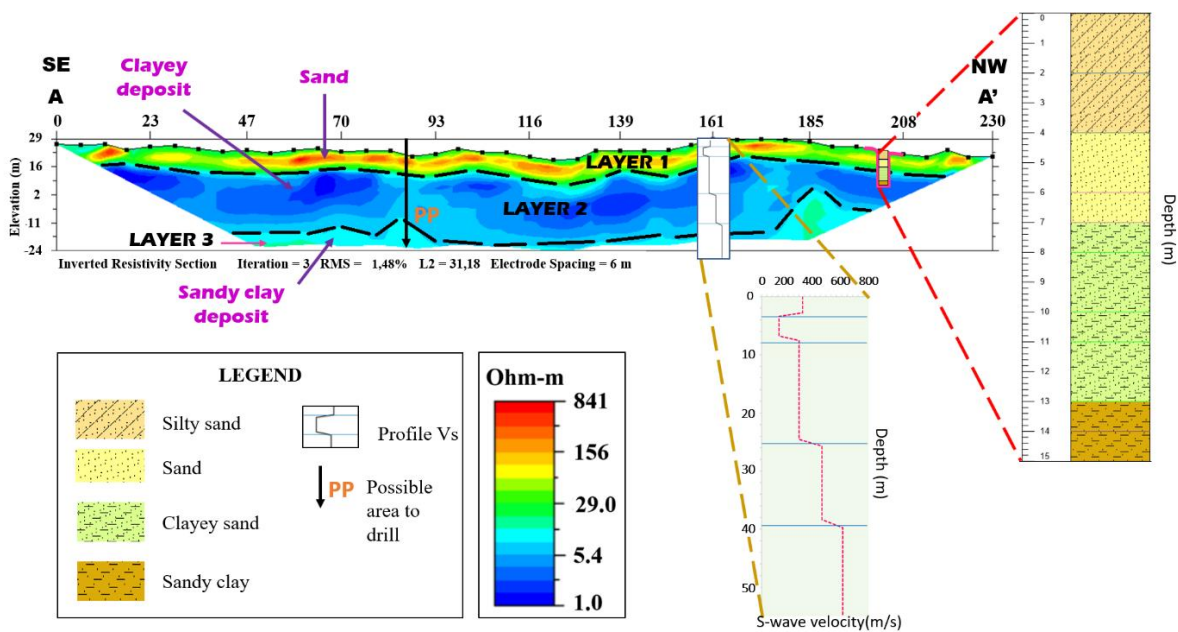 SE
A
Clayey
deposit
Sand
NW
A'
0 23 47 70 93 116 139 161 185 208 230
29
16
2
-11
-24
Elevation (m)
LAYER 1
LAYER 2
LAYER 3
PP
Inverted Resistivity Section Iteration = 3 RMS = 1,48% L2 = 31,18 Electrode Spacing = 6 m
Sandy clay
deposit
LEGEND
Silty sand
Sand
Clayey sand
Sandy clay
Profile Vs
PP Possible
area to
drill
Ohm-m
841
156
29.0
5.4
1.0
0 200 400 600 800
0
10
20
30
40
50
Depth (m)
S-wave velocity(m/s)
0
1
2
3
4
5
6
7
8
9
10
11
12
13
14
15
Depth (m)